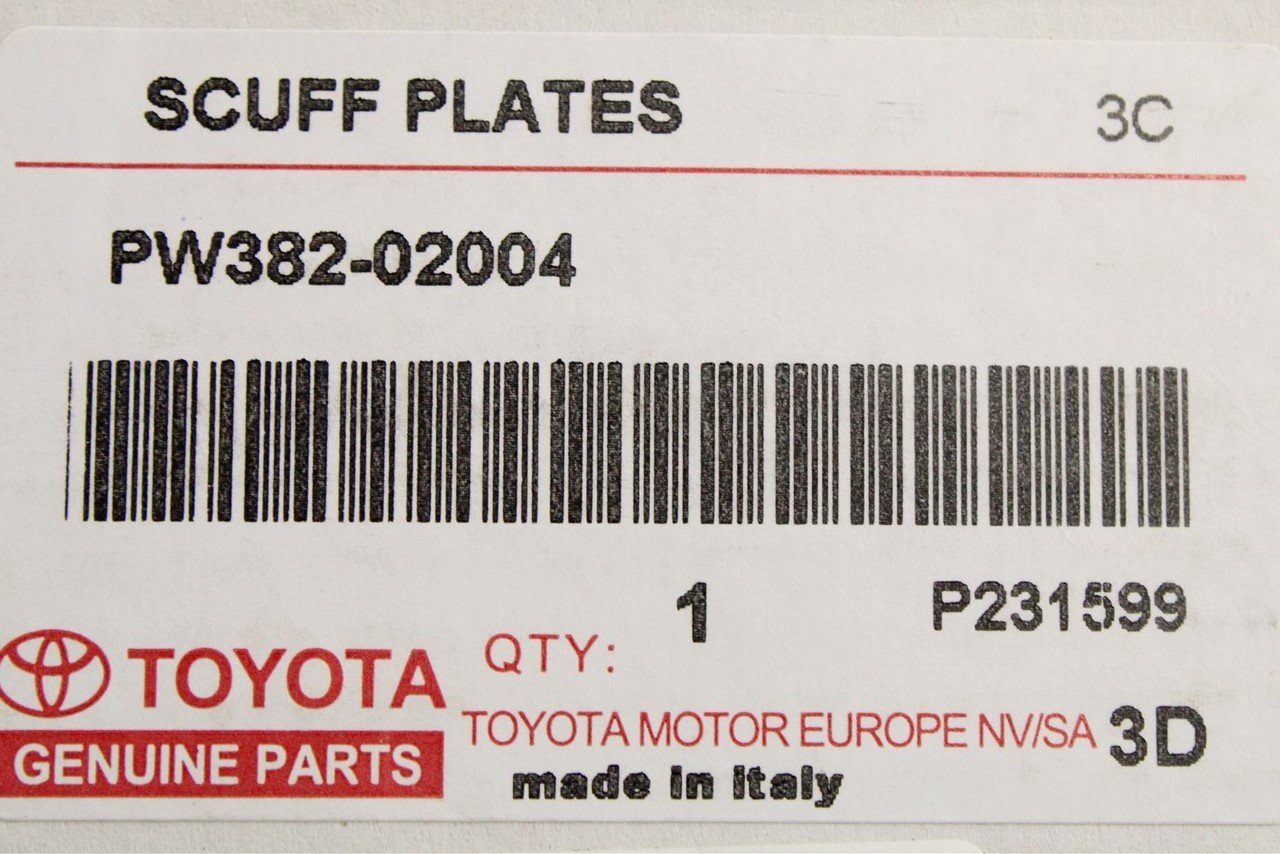 SCUFF PLATES 3C
PW382-02004
1 P231599
QTY:
TOYOTA
GENUINE PARTS
TOYOTA MOTOR EUROPE NV/SA 3D
made in italy